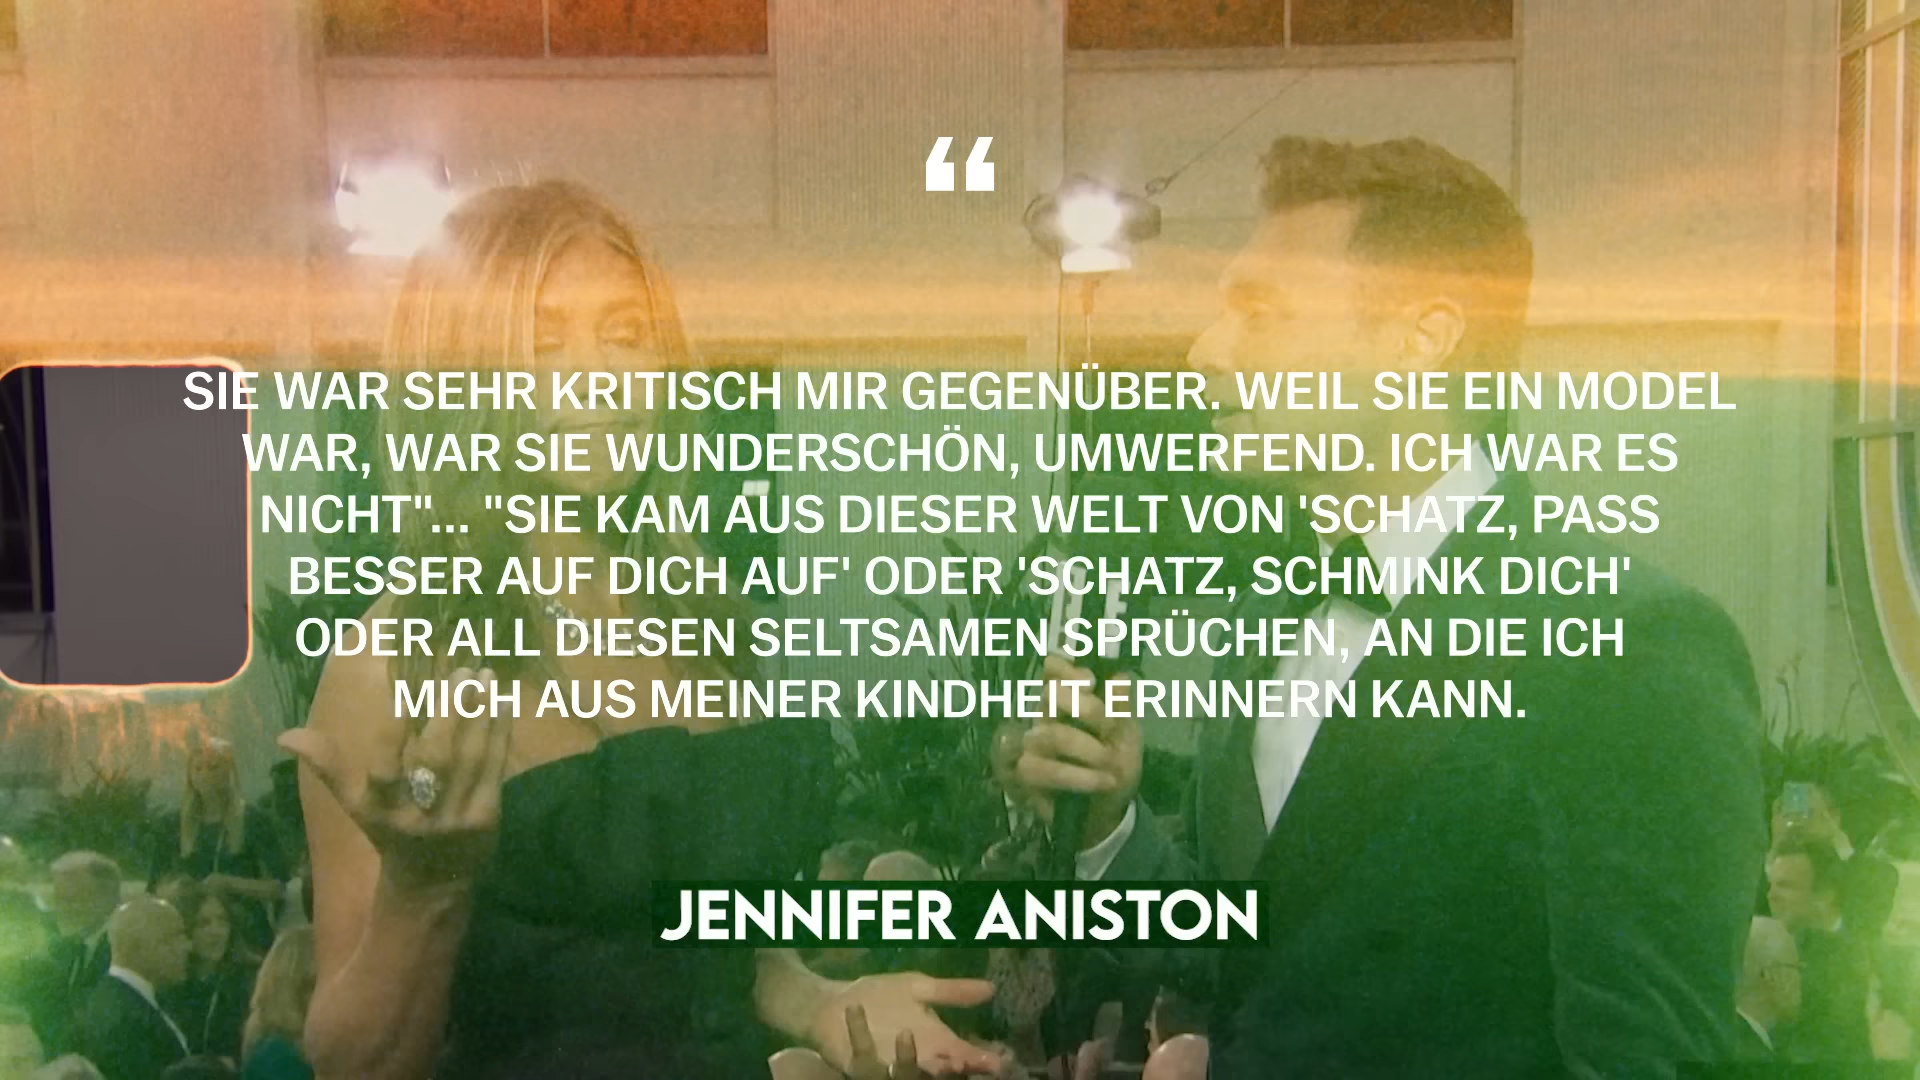 “
SIE WAR SEHR KRITISCH MIR GEGENÜBER. WEIL SIE EIN MODEL
WAR, WAR SIE WUNDERSCHÖN, UMWERFEND. ICH WAR ES
NICHT"... "SIE KAM AUS DIESER WELT VON 'SCHATZ, PASS
BESSER AUF DICH AUF' ODER 'SCHATZ, SCHMINK DICH'
ODER ALL DIESEN SELTSAMEN SPRÜCHEN, AN DIE ICH
MICH AUS MEINER KINDHEIT ERINNERN KANN.
JENNIFER ANISTON